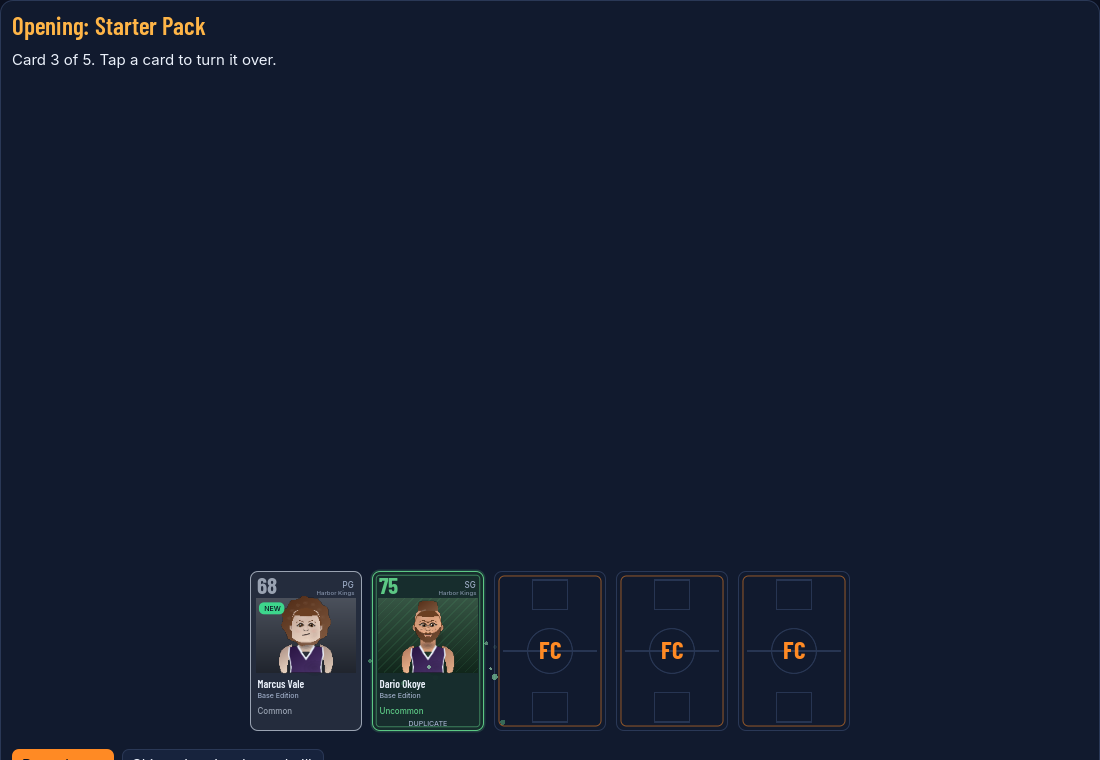 Opening: Starter Pack
Card 3 of 5. Tap a card to turn it over.
68
PG
Harbor Kings
NEW
Marcus Vale
Base Edition
Common
75
SG
Harbor Kings
Dario Okoye
Base Edition
Uncommon
DUPLICATE
FC
FC
FC